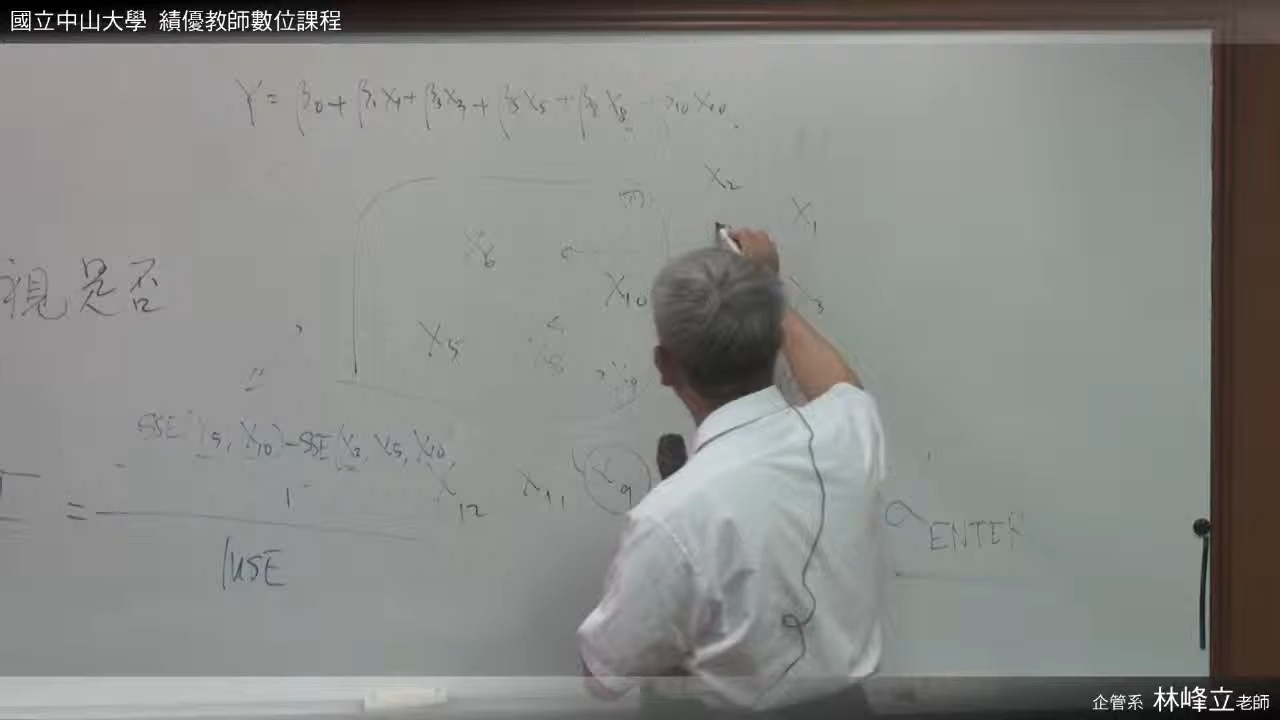 國立中山大學 績優教師數位課程
Y = β0 + β1X1 + β3X3 + β5X5 + β8X8 + β10X10
X2
X1
X6
X10
X3
視是否
X5
X8
SSE(X5, X10) - SSE(X2, X5, X10)
X12 X11 X9
1
=
MSE
α ENTER
企管系 林峰立老師